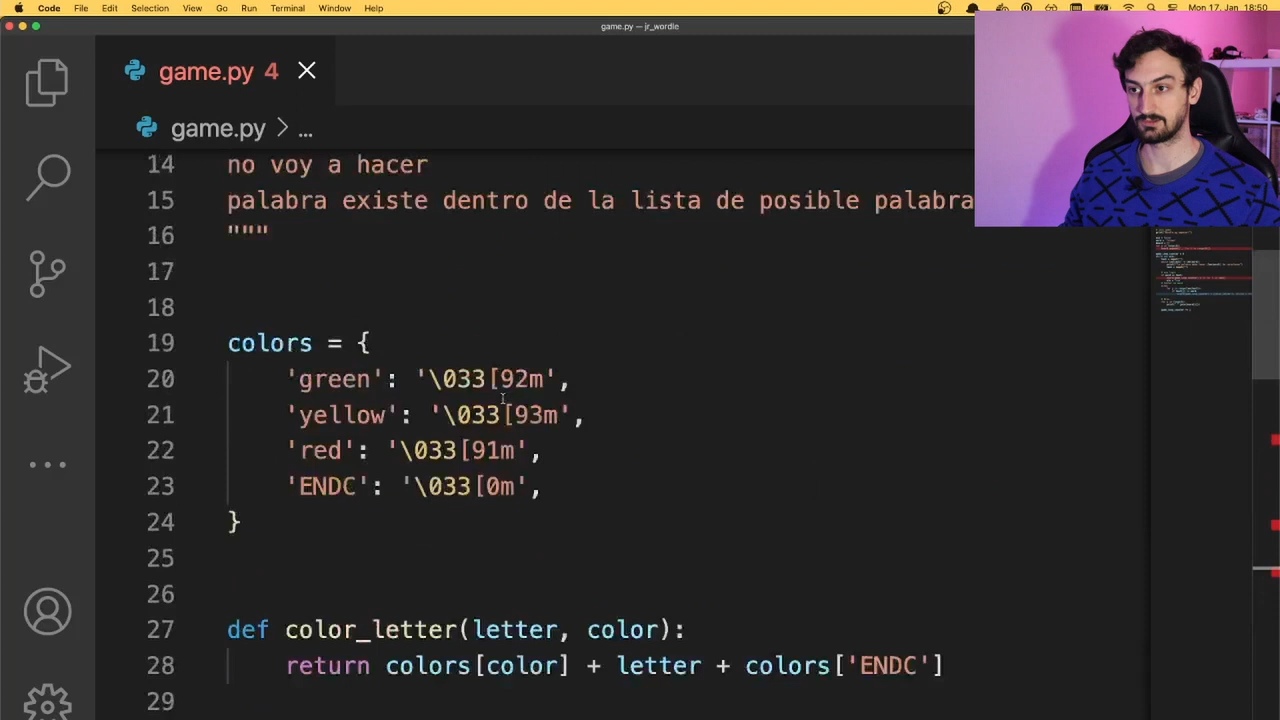 Code File Edit Selection View Go Run Terminal Window Help Mon 17. Jan 18:50
game.py — jr_wordle
game.py 4
game.py > ...
14 no voy a hacer
15 palabra existe dentro de la lista de posible palabra
16 """
17
18
19 colors = {
20 'green': '\033[92m',
21 'yellow': '\033[93m',
22 'red': '\033[91m',
23 'ENDC': '\033[0m',
24 }
25
26
27 def color_letter(letter, color):
28 return colors[color] + letter + colors['ENDC']
29